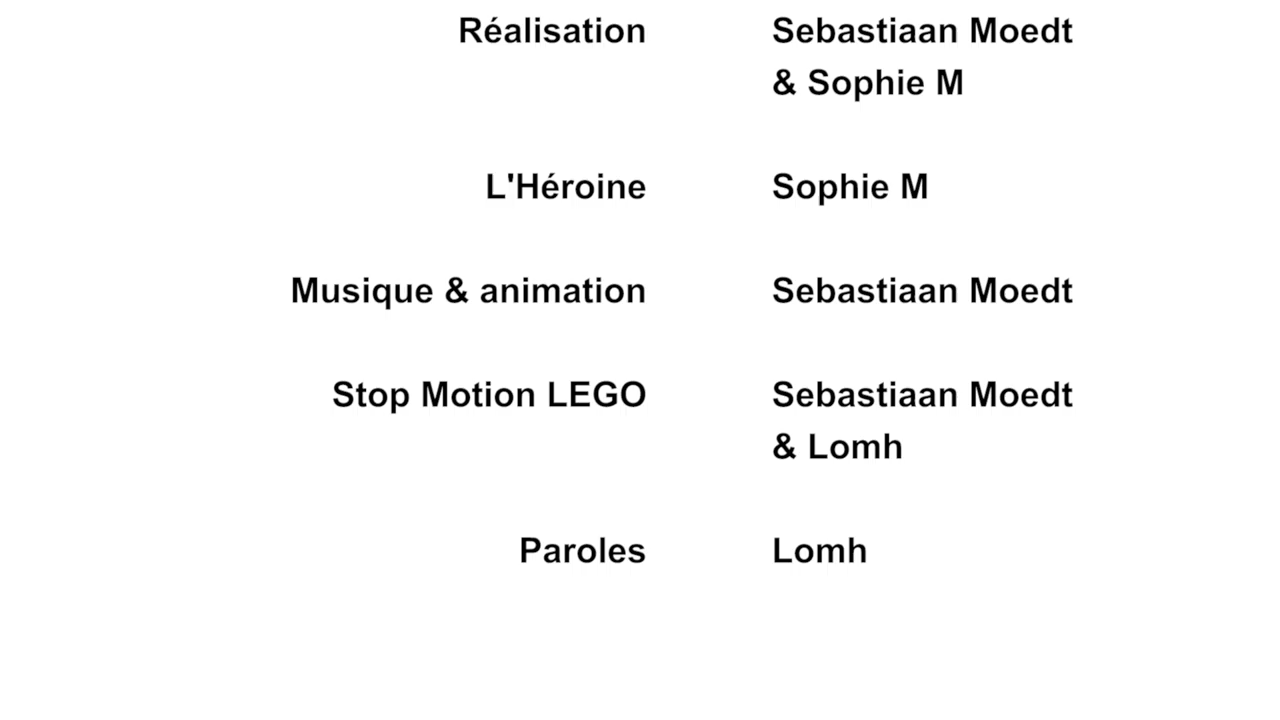 Réalisation Sebastiaan Moedt
& Sophie M
L'Héroine Sophie M
Musique & animation Sebastiaan Moedt
Stop Motion LEGO Sebastiaan Moedt
& Lomh
Paroles Lomh